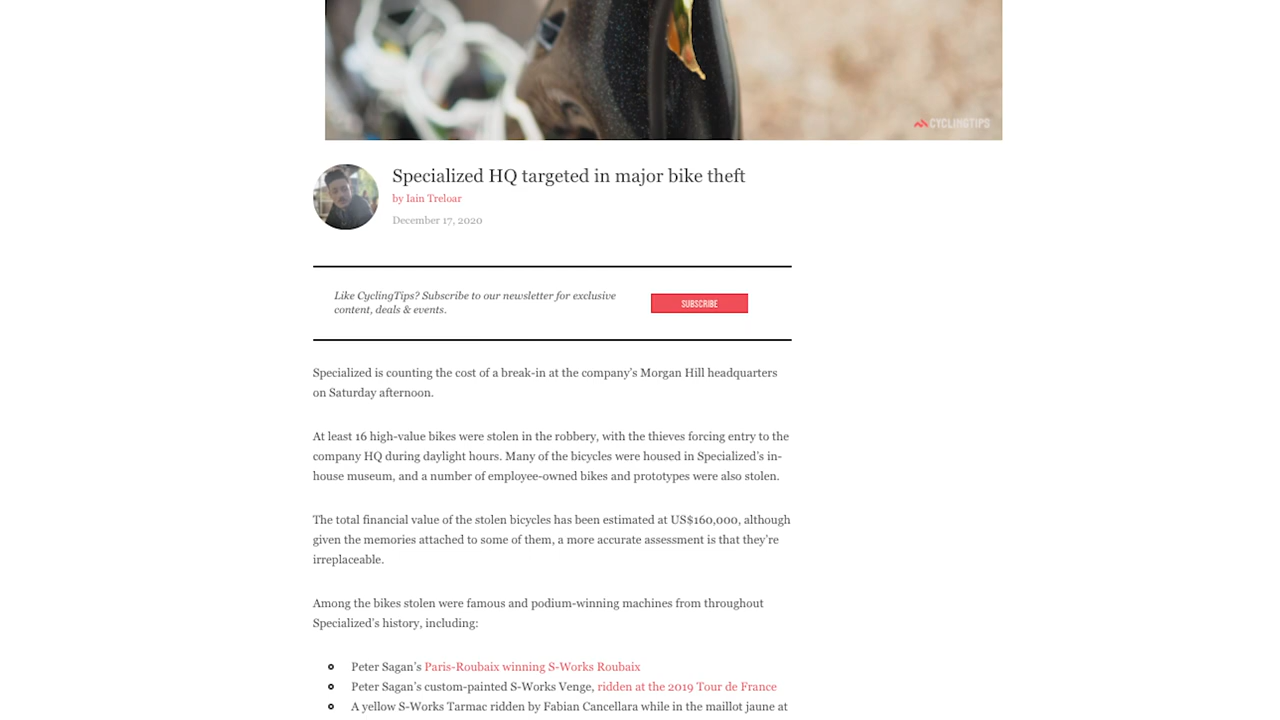 CYCLINGTIPS
Specialized HQ targeted in major bike theft
by Iain Treloar
December 17, 2020
Like CyclingTips? Subscribe to our newsletter for exclusive
content, deals & events.
SUBSCRIBE
Specialized is counting the cost of a break-in at the company’s Morgan Hill headquarters
on Saturday afternoon.
At least 16 high-value bikes were stolen in the robbery, with the thieves forcing entry to the
company HQ during daylight hours. Many of the bicycles were housed in Specialized’s in-
house museum, and a number of employee-owned bikes and prototypes were also stolen.
The total financial value of the stolen bicycles has been estimated at US$160,000, although
given the memories attached to some of them, a more accurate assessment is that they’re
irreplaceable.
Among the bikes stolen were famous and podium-winning machines from throughout
Specialized’s history, including:
Peter Sagan’s Paris-Roubaix winning S-Works Roubaix
Peter Sagan’s custom-painted S-Works Venge, ridden at the 2019 Tour de France
A yellow S-Works Tarmac ridden by Fabian Cancellara while in the maillot jaune at